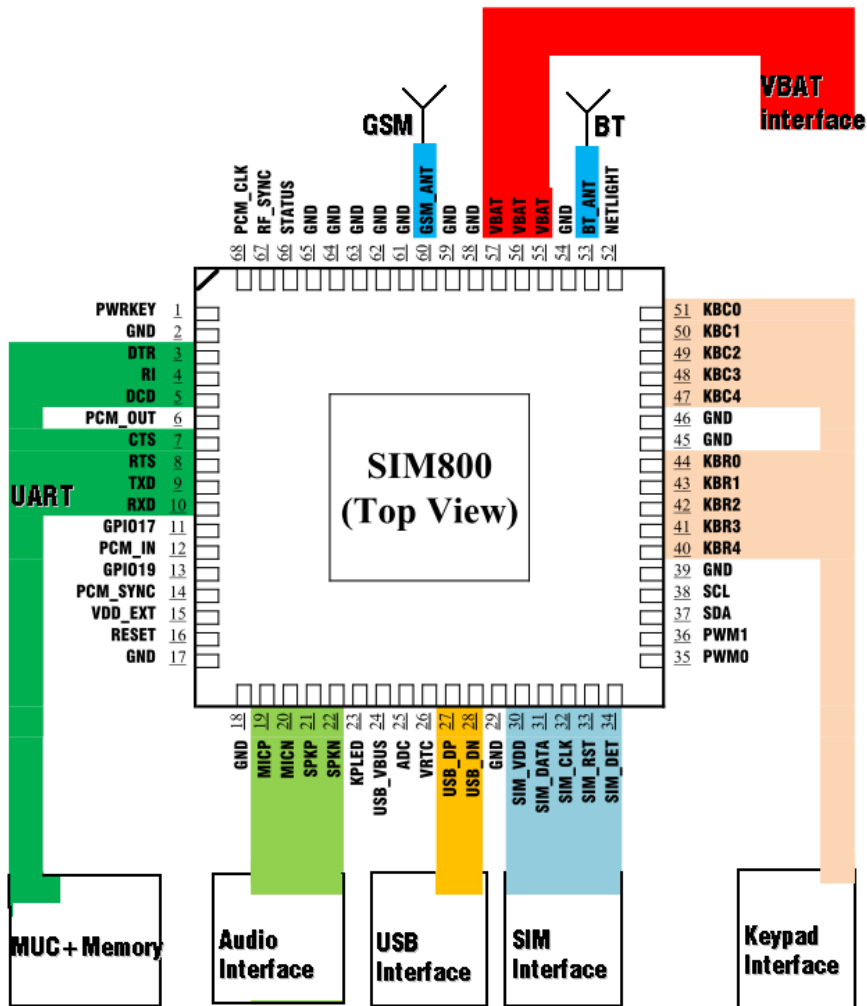 VBAT
interface
GSM
BT
PCM_CLK
RF_SYNC
STATUS
GND
GND
GND
GND
GND
GSM_ANT
GND
GND
VBAT
VBAT
VBAT
GND
BT_ANT
NETLIGHT
68
67
66
65
64
63
62
61
60
59
58
57
56
55
54
53
52
PWRKEY 1
GND 2
DTR 3
RI 4
DCD 5
PCM_OUT 6
CTS 7
RTS 8
TXD 9
RXD 10
GPIO17 11
PCM_IN 12
GPIO19 13
PCM_SYNC 14
VDD_EXT 15
RESET 16
GND 17
UART
SIM800
(Top View)
51 KBC0
50 KBC1
49 KBC2
48 KBC3
47 KBC4
46 GND
45 GND
44 KBR0
43 KBR1
42 KBR2
41 KBR3
40 KBR4
39 GND
38 SCL
37 SDA
36 PWM1
35 PWM0
18
19
20
21
22
23
24
25
26
27
28
29
30
31
32
33
34
GND
MICP
MICN
SPKP
SPKN
KPLED
USB_VBUS
ADC
VRTC
USB_DP
USB_DN
GND
SIM_VDD
SIM_DATA
SIM_CLK
SIM_RST
SIM_DET
MUC+Memory
Audio
Interface
USB
Interface
SIM
Interface
Keypad
Interface